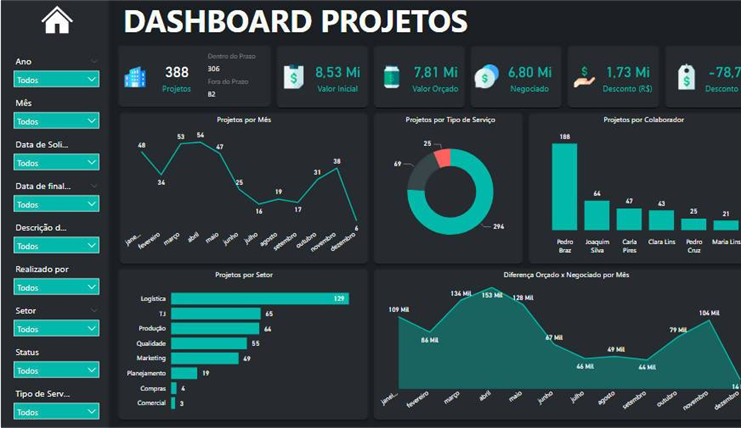 DASHBOARD PROJETOS
Ano
Todos
Mês
Todos
Data de Soli...
Todos
Data de final...
Todos
Descrição d...
Todos
Realizado por
Todos
Setor
Todos
Status
Todos
Tipo de Serv...
Todos
388
Projetos
Dentro do Prazo
306
Fora do Prazo
82
8,53 Mi
Valor Inicial
7,81 Mi
Valor Orçado
6,80 Mi
Negociado
1,73 Mi
Desconto (R$)
-78,7
Desconto
Projetos por Mês
48
34
53
54
47
25
16
19
17
31
38
6
janei...
fevereiro
março
abril
maio
junho
julho
agosto
setembro
outubro
novembro
dezembro
Projetos por Tipo de Serviço
25
69
294
Projetos por Colaborador
188
64
47
43
25
21
Pedro Braz
Joaquim Silva
Carla Pires
Clara Lins
Pedro Cruz
Maria Lins
Projetos por Setor
Logística 129
TJ 65
Produção 64
Qualidade 55
Marketing 49
Planejamento 19
Compras 4
Comercial 3
Diferença Orçado x Negociado por Mês
109 Mil
86 Mil
134 Mil
153 Mil
128 Mil
67 Mil
46 Mil
49 Mil
44 Mil
79 Mil
104 Mil
14
janei...
fevereiro
março
abril
maio
junho
julho
agosto
setembro
outubro
novembro
dezembro